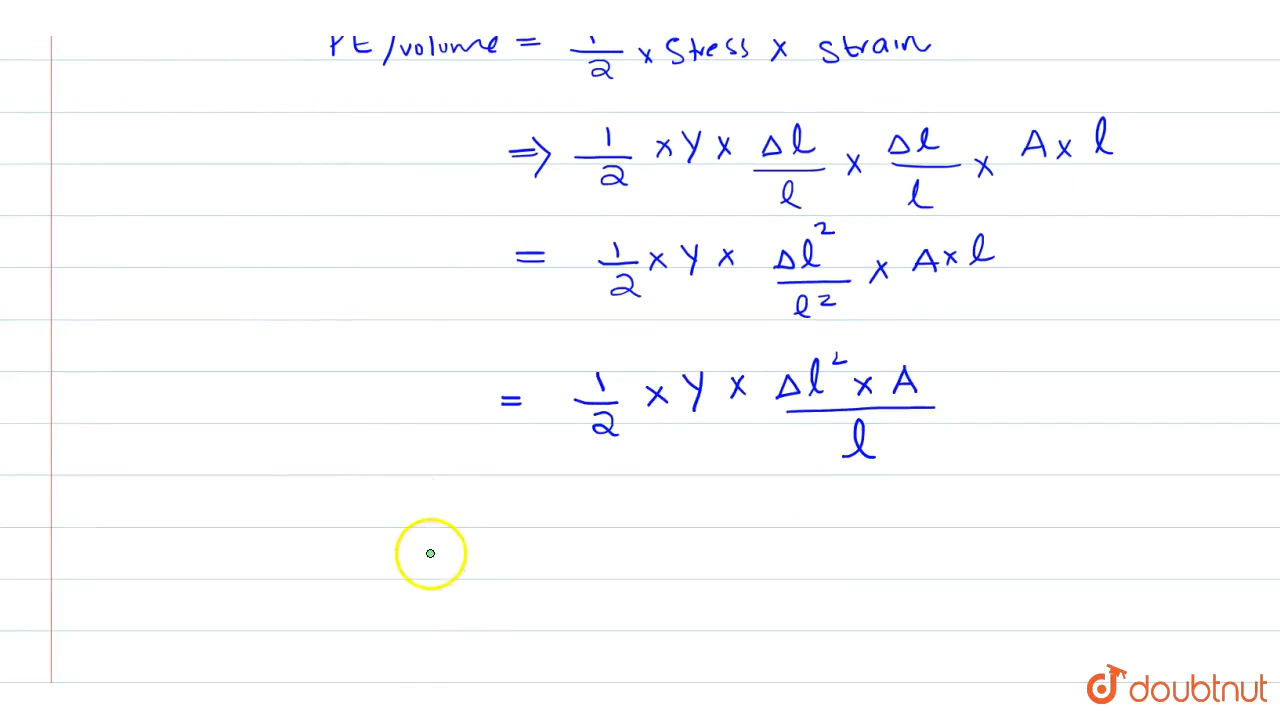 PE/volume = 1/2 x Stress x Strain
⇒ 1/2 x Y x Δl/l x Δl/l x A x l
= 1/2 x Y x Δl²/l² x A x l
= 1/2 x Y x Δl² x A/l
doubtnut